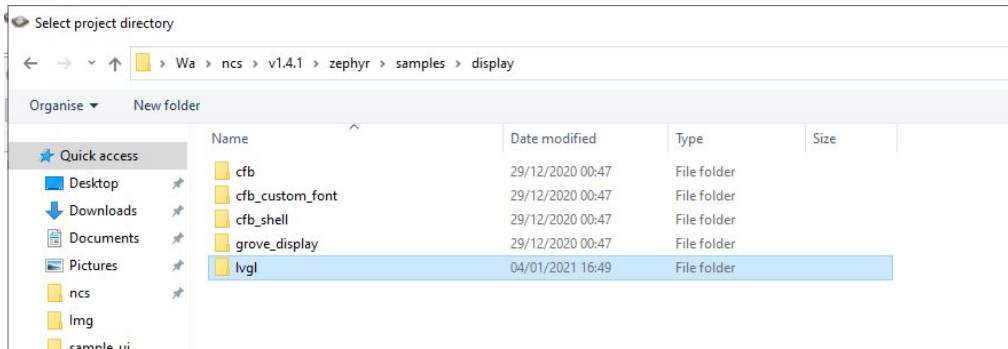 Select project directory
Wa > ncs > v1.4.1 > zephyr > samples > display
Organise New folder
Name Date modified Type Size
Quick access
Desktop
Downloads
Documents
Pictures
ncs
Img
sample_ui
cfb 29/12/2020 00:47 File folder
cfb_custom_font 29/12/2020 00:47 File folder
cfb_shell 29/12/2020 00:47 File folder
grove_display 29/12/2020 00:47 File folder
lvgl 04/01/2021 16:49 File folder